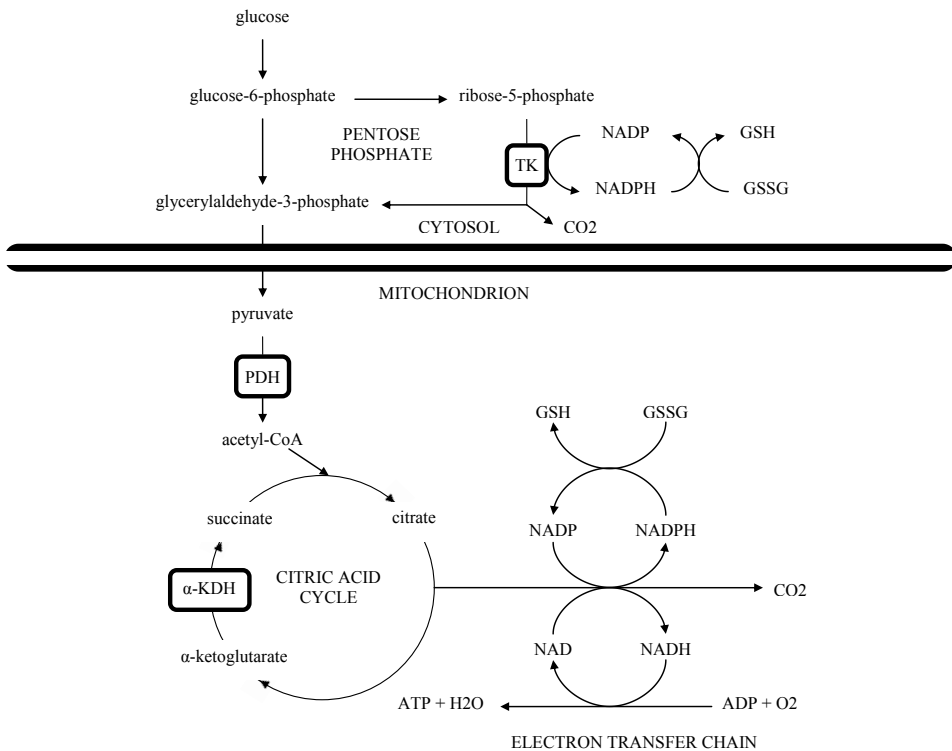 glucose
glucose-6-phosphate
ribose-5-phosphate
PENTOSE
PHOSPHATE
NADP
GSH
TK
NADPH
GSSG
glycerylaldehyde-3-phosphate
CYTOSOL
CO2
MITOCHONDRION
pyruvate
PDH
acetyl-CoA
GSH
GSSG
succinate
citrate
NADP
NADPH
α-KDH
CITRIC ACID
CYCLE
CO2
α-ketoglutarate
NAD
NADH
ATP + H2O
ADP + O2
ELECTRON TRANSFER CHAIN